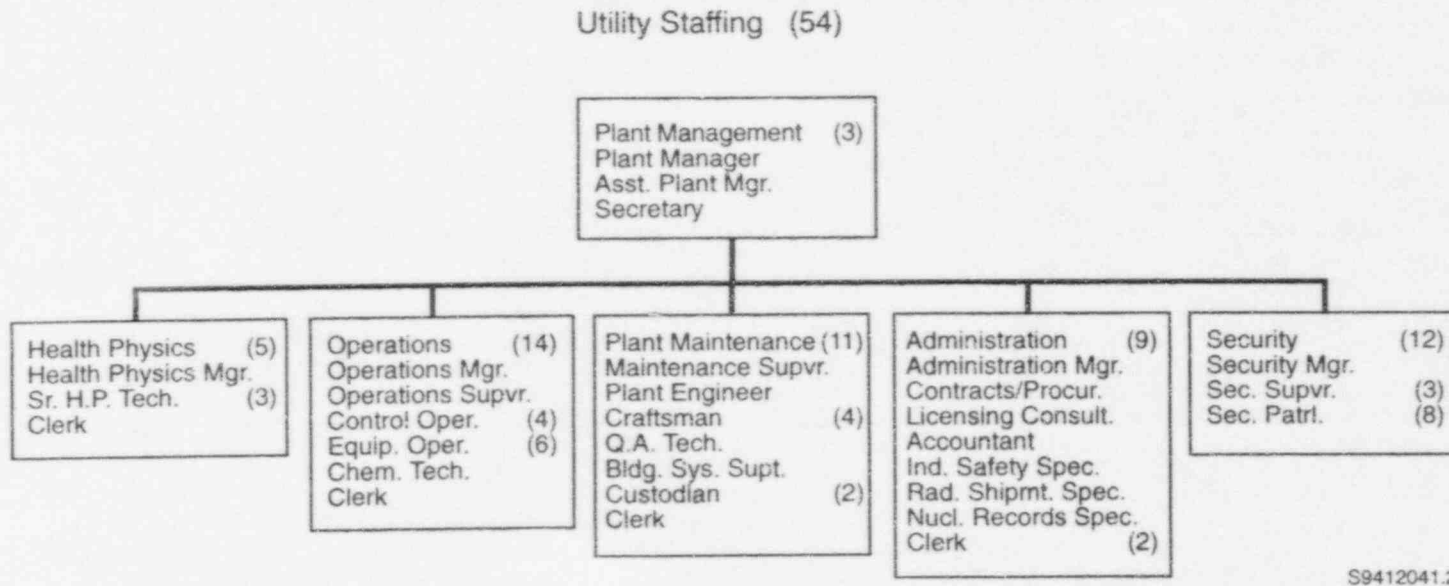 Utility Staffing (54)
Plant Management (3)
Plant Manager
Asst. Plant Mgr.
Secretary
Health Physics (5)
Health Physics Mgr.
Sr. H.P. Tech. (3)
Clerk
Operations (14)
Operations Mgr.
Operations Supvr.
Control Oper. (4)
Equip. Oper. (6)
Chem. Tech.
Clerk
Plant Maintenance (11)
Maintenance Supvr.
Plant Engineer
Craftsman (4)
Q.A. Tech.
Bldg. Sys. Supt.
Custodian (2)
Clerk
Administration (9)
Administration Mgr.
Contracts/Procur.
Licensing Consult.
Accountant
Ind. Safety Spec.
Rad. Shipmt. Spec.
Nucl. Records Spec.
Clerk (2)
Security (12)
Security Mgr.
Sec. Supvr. (3)
Sec. Patrl. (8)
S9412041.2